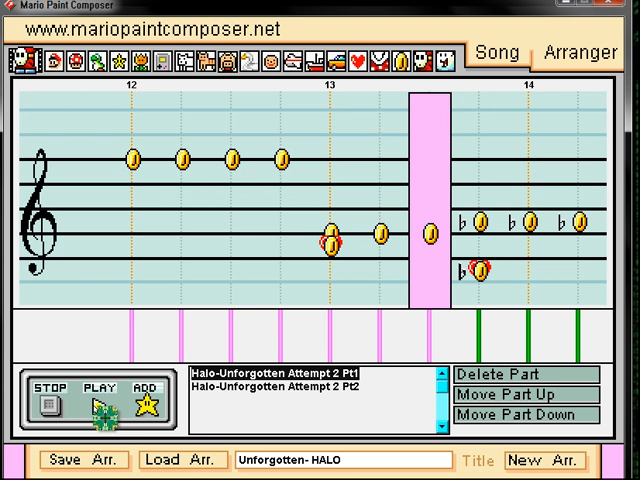 Mario Paint Composer
www.mariopaintcomposer.net
Song
Arranger
12
13
14
STOP
PLAY
ADD
Halo-Unforgotten Attempt 2 Pt1
Halo-Unforgotten Attempt 2 Pt2
Delete Part
Move Part Up
Move Part Down
Save Arr.
Load Arr.
Unforgotten- HALO
Title
New Arr.